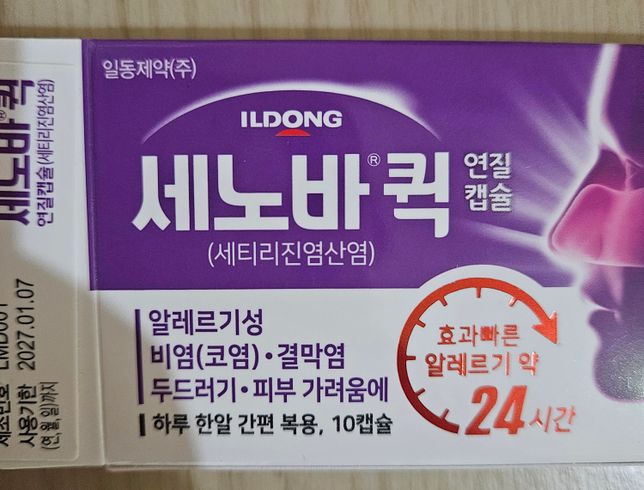 일동제약(주)
ILDONG
세노바®퀵
연질
캡슐
(세티리진염산염)
알레르기성
비염(코염)·결막염
두드러기·피부 가려움에
하루 한알 간편 복용, 10캡슐
효과빠른
알레르기 약
24시간
세노바®퀵
연질캡슐(세티리진염산염)
제조번호 LMD001
사용기한 2027.01.07
(연,월,일)까지